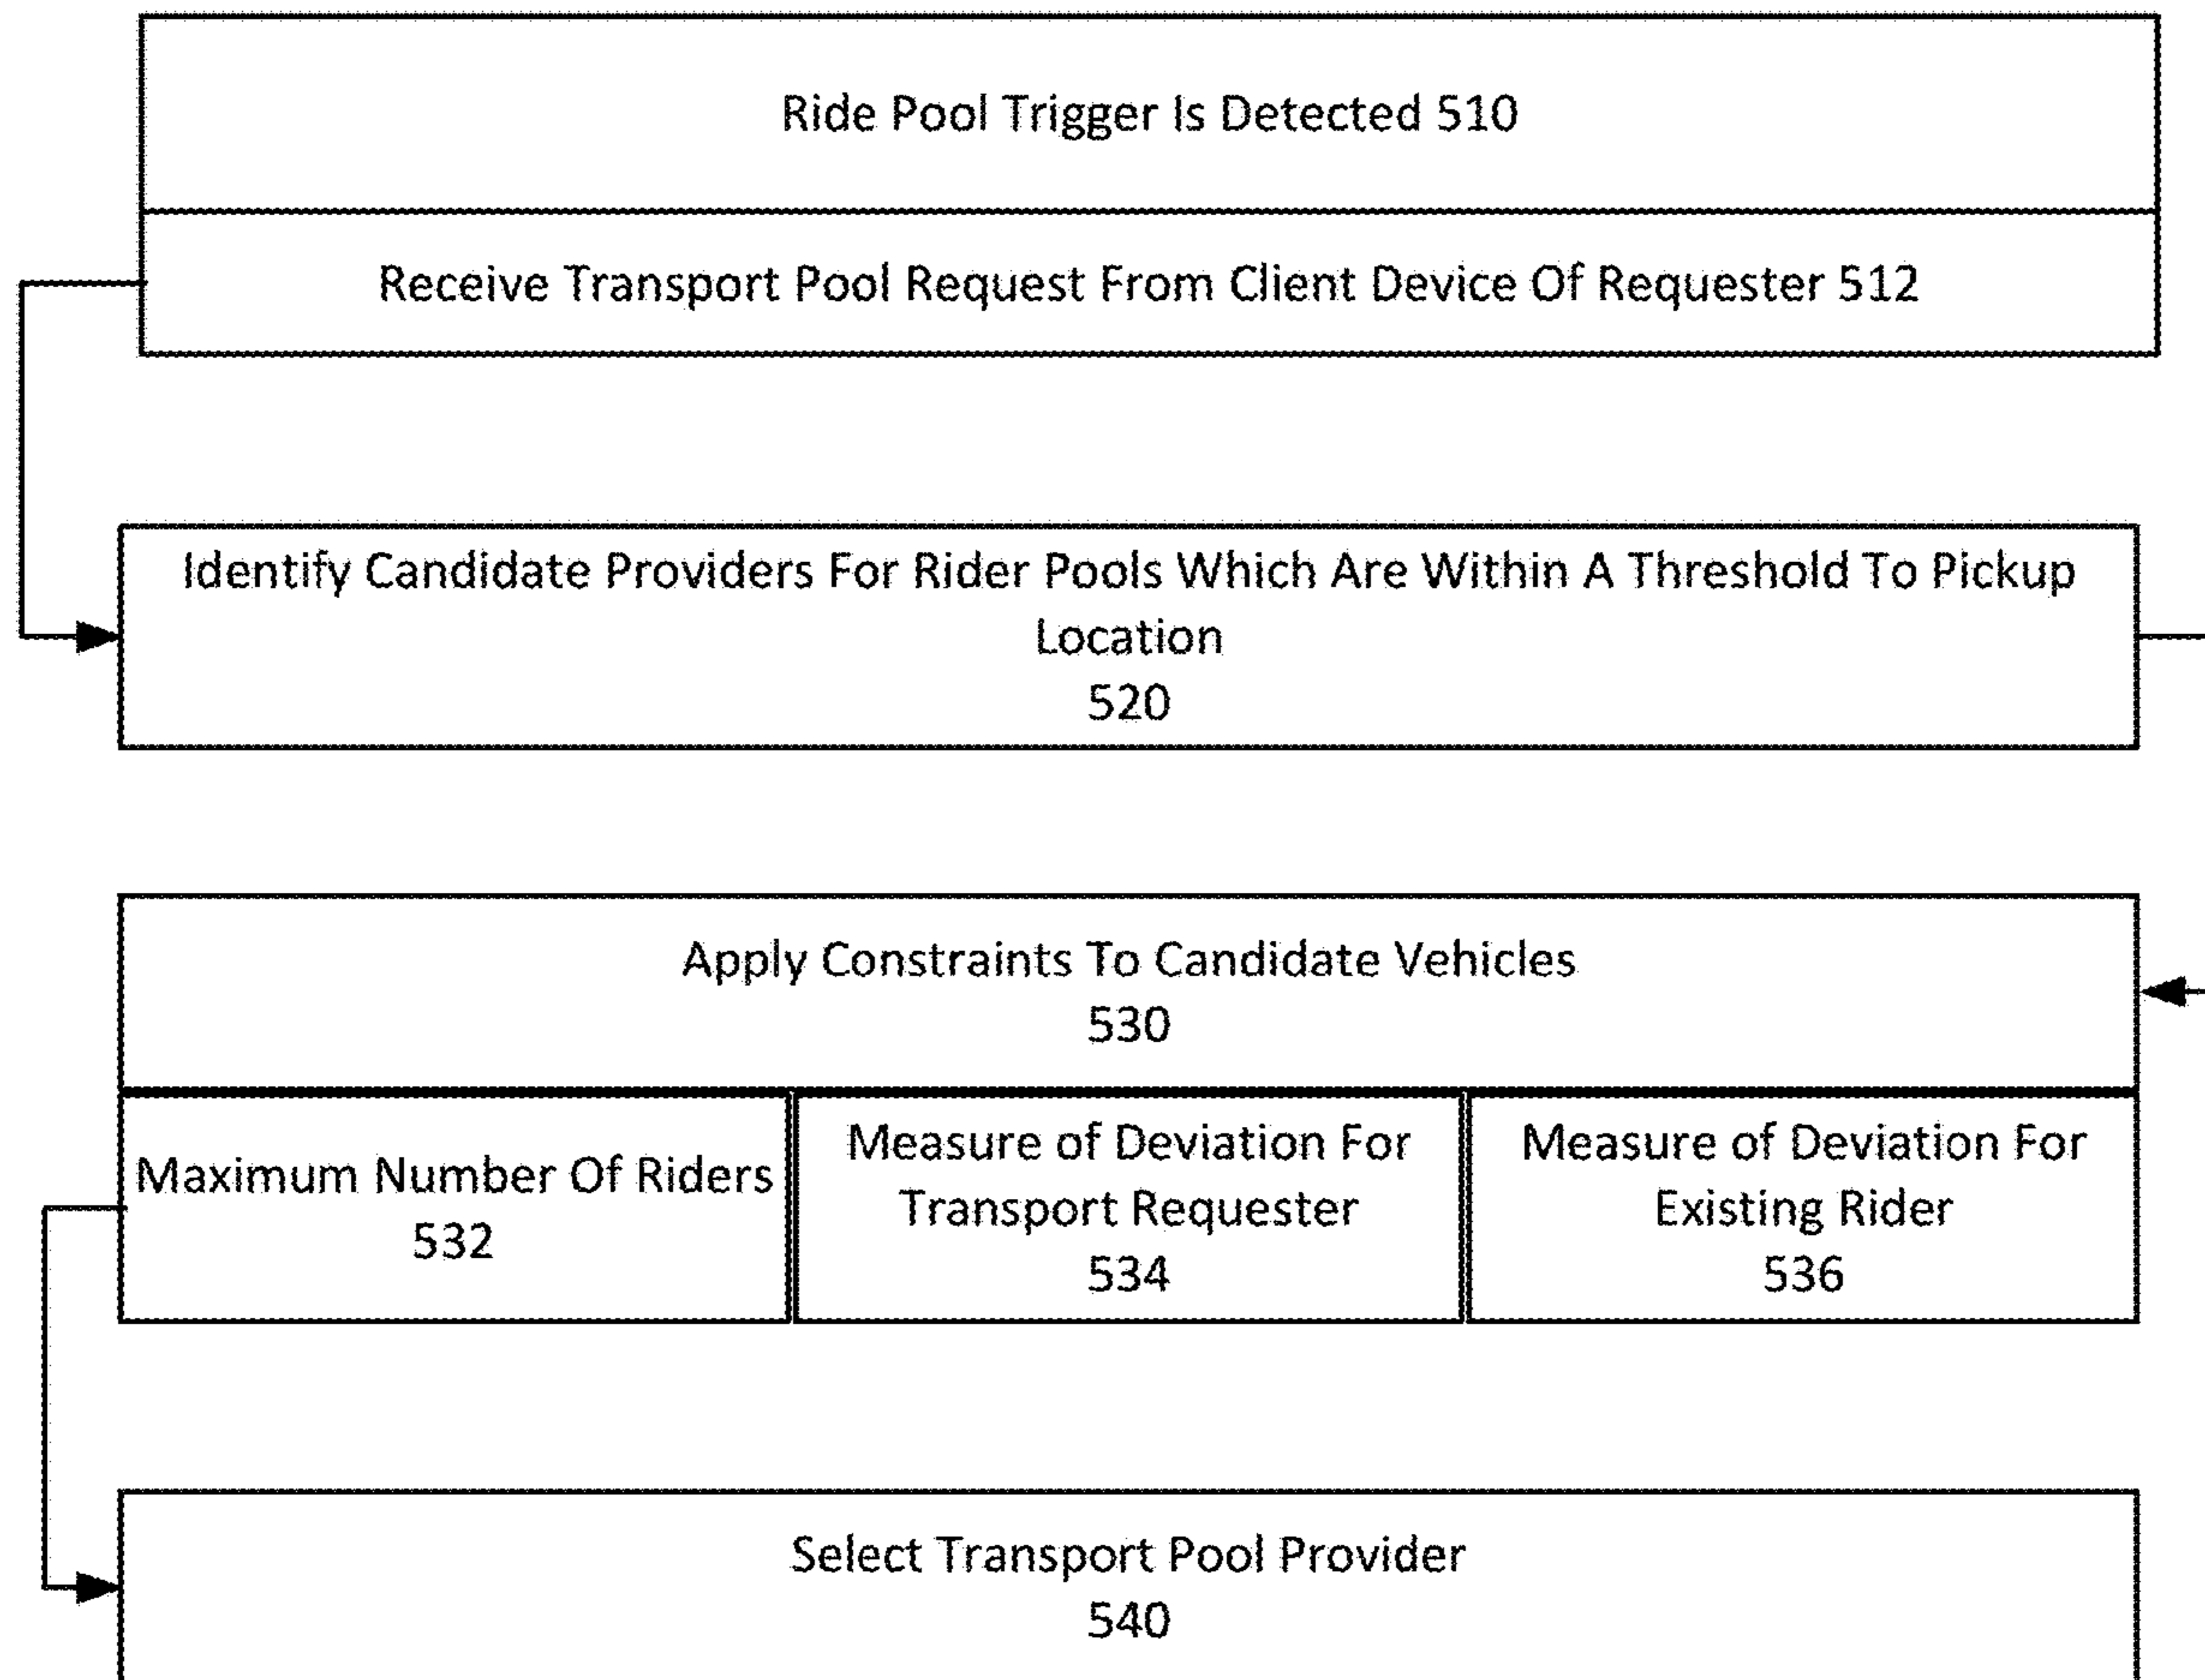 Ride Pool Trigger Is Detected 510
Receive Transport Pool Request From Client Device Of Requester 512
Identify Candidate Providers For Rider Pools Which Are Within A Threshold To Pickup
Location
520
Apply Constraints To Candidate Vehicles
530
Maximum Number Of Riders
532
Measure of Deviation For
Transport Requester
534
Measure of Deviation For
Existing Rider
536
Select Transport Pool Provider
540